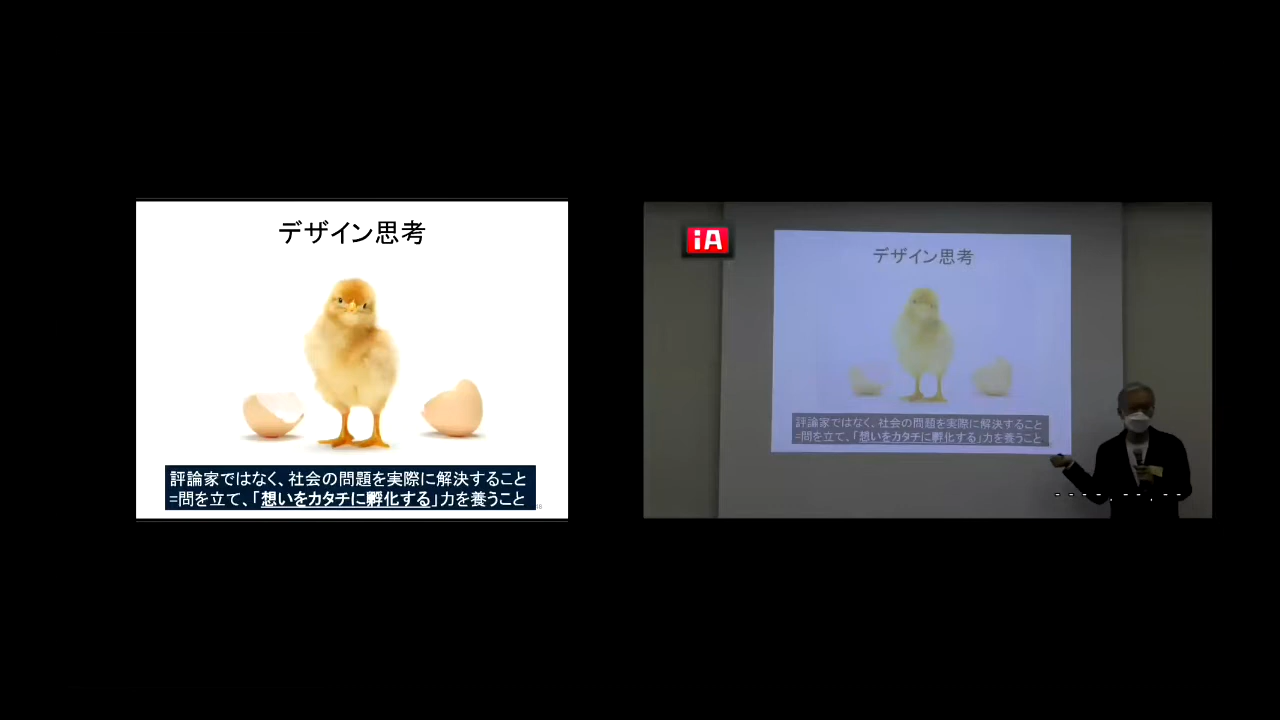 デザイン思考
評論家ではなく、社会の問題を実際に解決すること
=問を立て、「想いをカタチに孵化する」力を養うこと
18
iA
デザイン思考
評論家ではなく、社会の問題を実際に解決すること
=問を立て、「想いをカタチに孵化する」力を養うこと
----.--.--